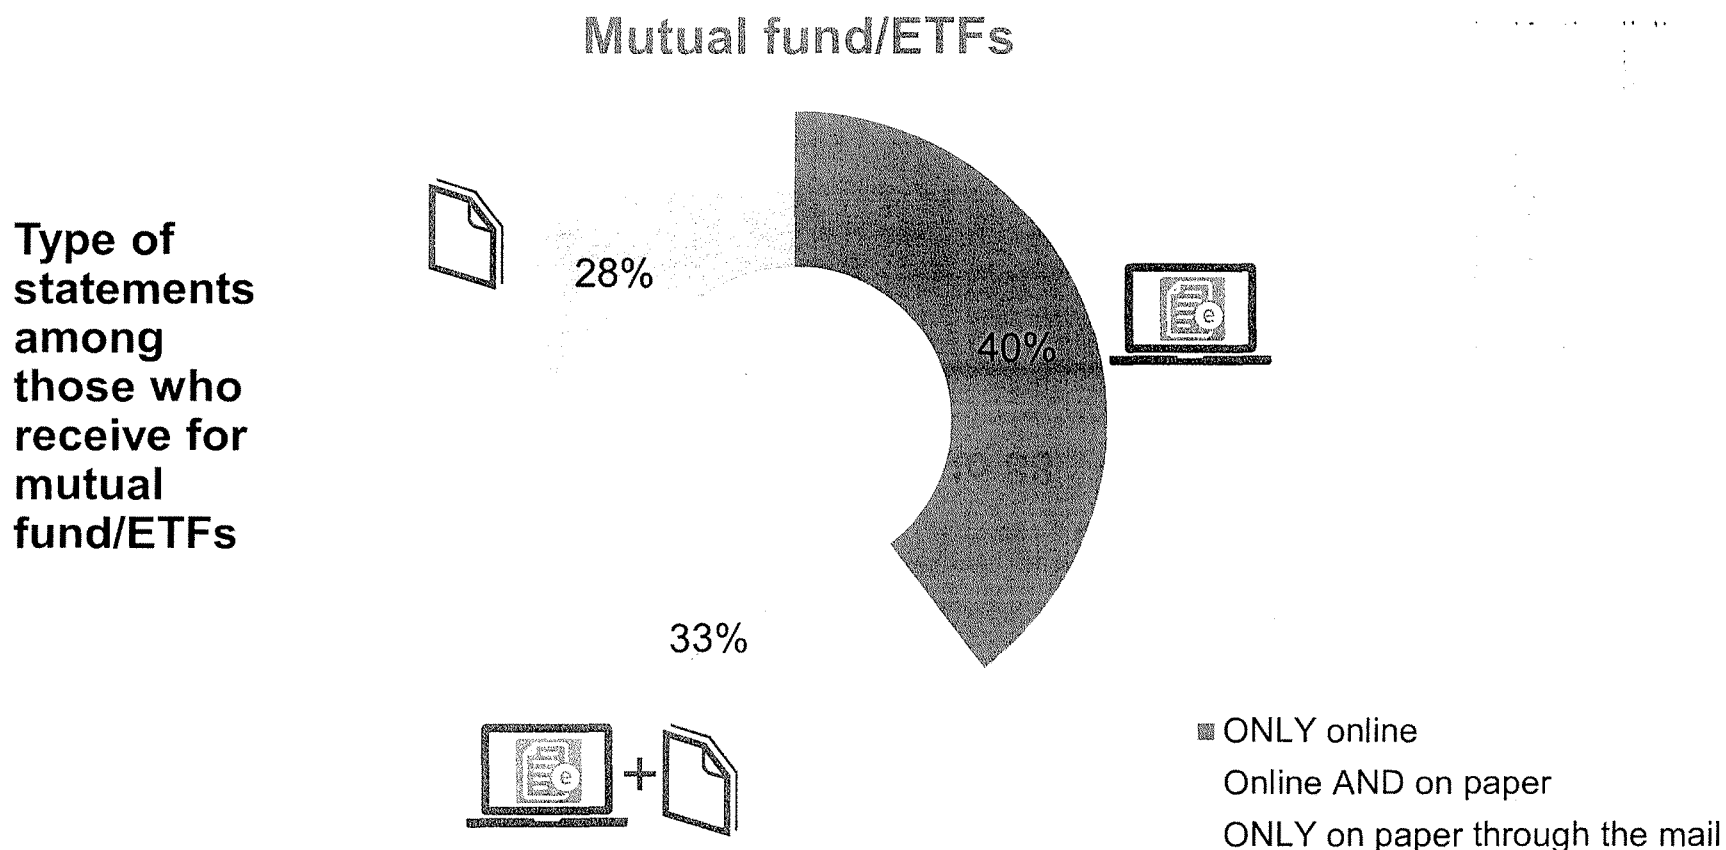 Mutual fund/ETFs
Type of
statements
among
those who
receive for
mutual
fund/ETFs
28%
40%
33%
e
e
+
ONLY online
Online AND on paper
ONLY on paper through the mail